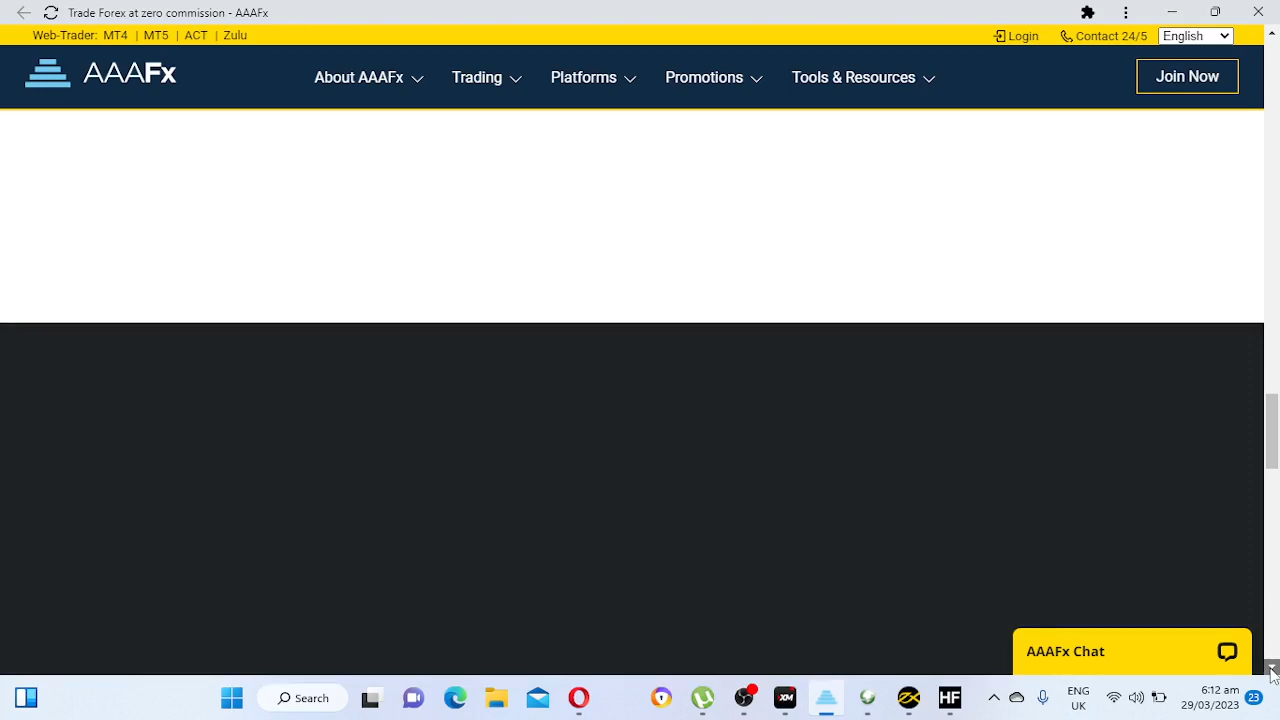 Trade Forex at zero commission - AAAFx
Web-Trader: MT4 | MT5 | ACT | Zulu
Login Contact 24/5 English
AAAFx
About AAAFx Trading Platforms Promotions Tools & Resources
Join Now
AAAFx Chat
Search
XM
HF
ENG
UK
6:12 am
29/03/2023
23